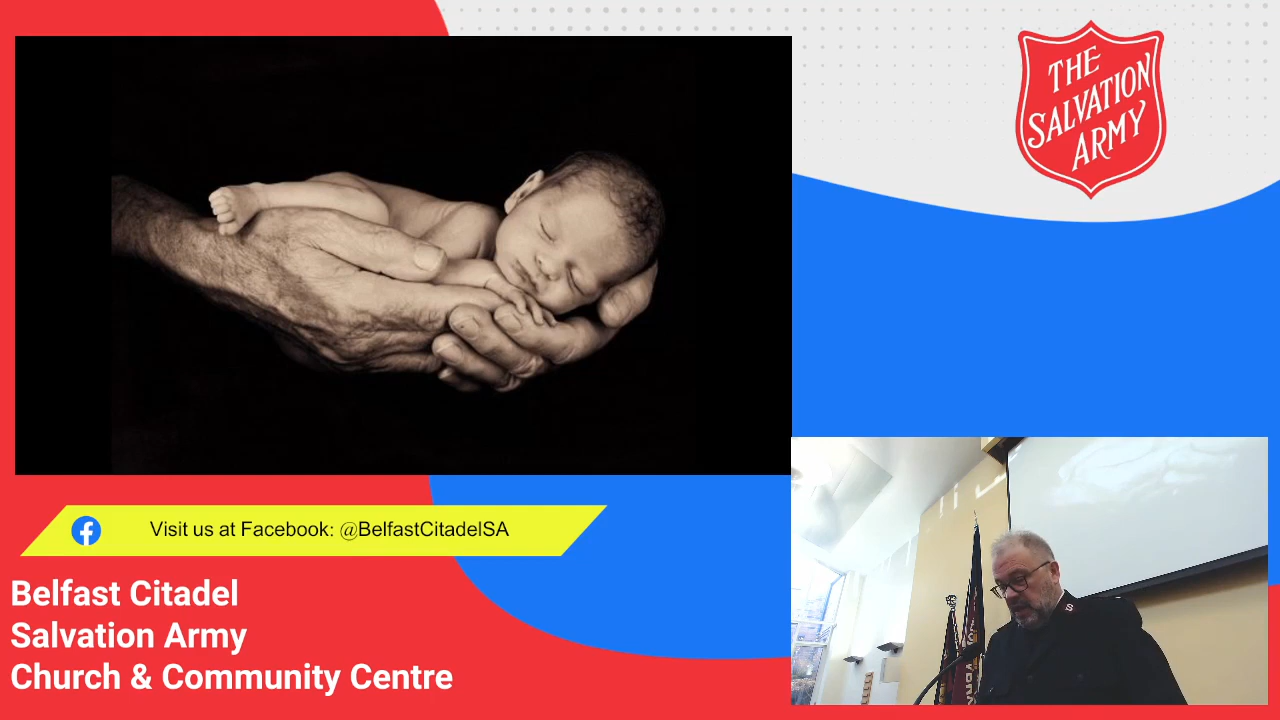 THE
SALVATION
ARMY
Visit us at Facebook: @BelfastCitadelSA
Belfast Citadel
Salvation Army
Church & Community Centre
S